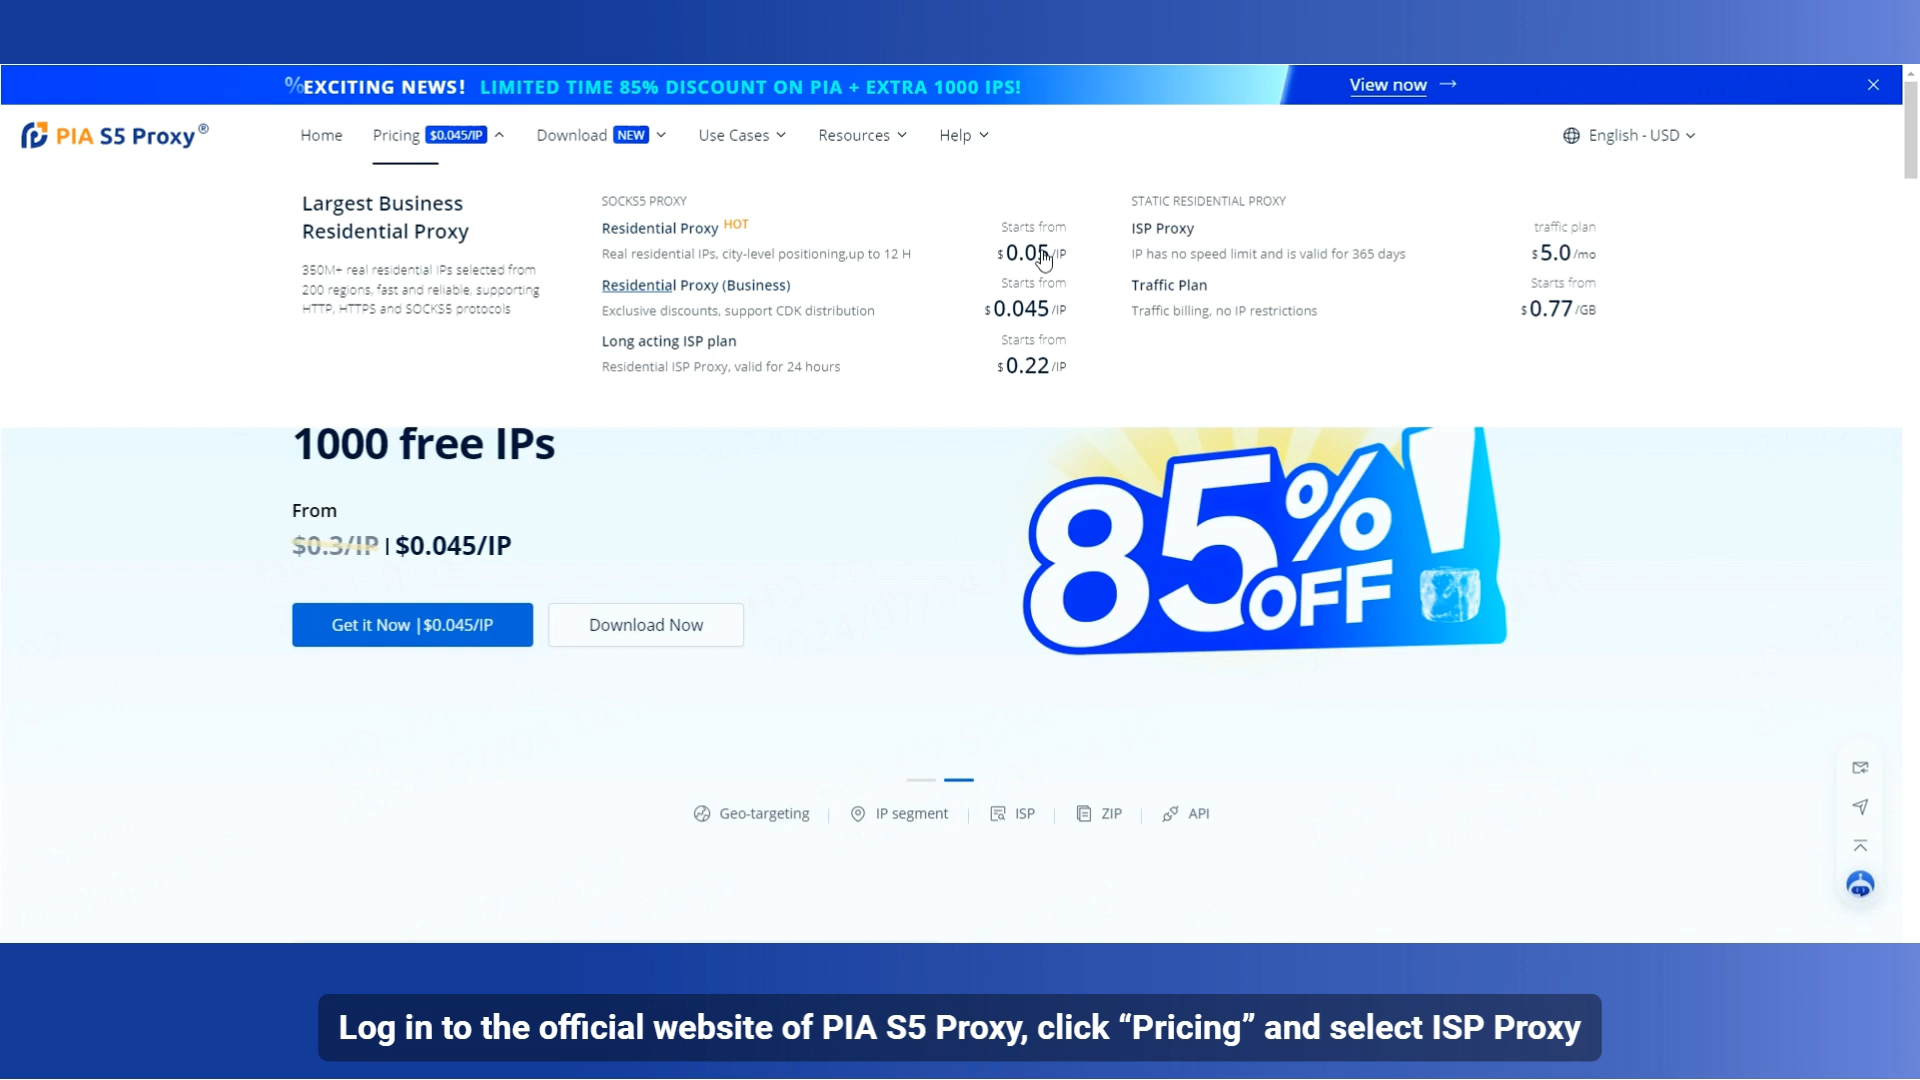 %EXCITING NEWS! LIMITED TIME 85% DISCOUNT ON PIA + EXTRA 1000 IPS!
View now →
PIA S5 Proxy®
Home
Pricing $0.045/IP
Download NEW
Use Cases
Resources
Help
English - USD
Largest Business
Residential Proxy
350M+ real residential IPs selected from
200 regions, fast and reliable, supporting
HTTP, HTTPS and SOCKS5 protocols
SOCKS5 PROXY
Residential Proxy HOT
Starts from
Real residential IPs, city-level positioning,up to 12 H
$0.05/IP
Residential Proxy (Business)
Starts from
Exclusive discounts, support CDK distribution
$0.045/IP
Long acting ISP plan
Starts from
Residential ISP Proxy, valid for 24 hours
$0.22/IP
STATIC RESIDENTIAL PROXY
ISP Proxy
traffic plan
IP has no speed limit and is valid for 365 days
$5.0/mo
Traffic Plan
Starts from
Traffic billing, no IP restrictions
$0.77/GB
1000 free IPs
From
$0.3/IP | $0.045/IP
Get it Now |$0.045/IP
Download Now
85%
OFF!
Geo-targeting
IP segment
ISP
ZIP
API
Log in to the official website of PIA S5 Proxy, click “Pricing” and select ISP Proxy